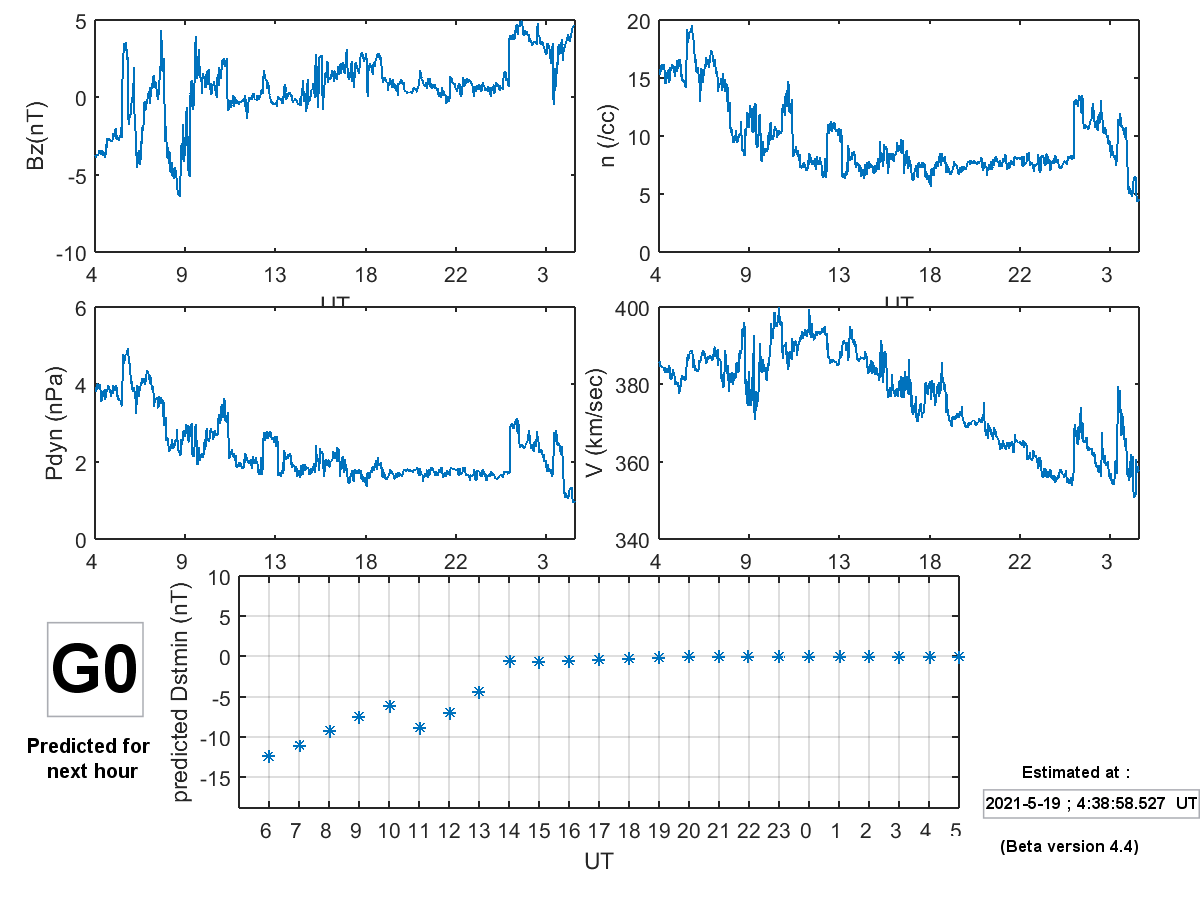 Bz(nT)
5
0
-5
-10
4 9 13 18 22 3
UT
n (/cc)
20
15
10
5
0
4 9 13 18 22 3
UT
Pdyn (nPa)
6
4
2
0
4 9 13 18 22 3
V (km/sec)
400
380
360
340
4 9 13 18 22 3
G0
Predicted for
next hour
predicted Dstmin (nT)
10
5
0
-5
-10
-15
6 7 8 9 10 11 12 13 14 15 16 17 18 19 20 21 22 23 0 1 2 3 4 5
UT
Estimated at :
2021-5-19 ; 4:38:58.527 UT
(Beta version 4.4)